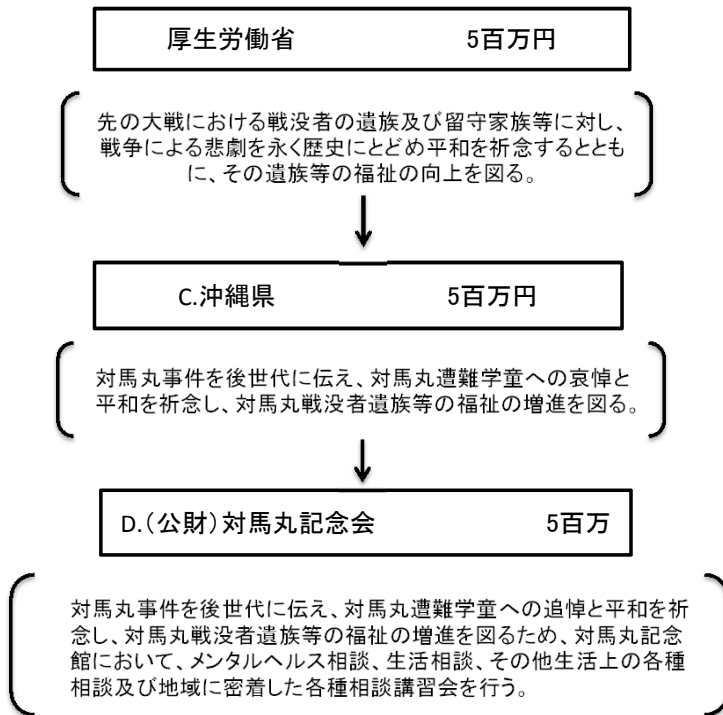 厚生労働省 5百万円
先の大戦における戦没者の遺族及び留守家族等に対し、
戦争による悲劇を永く歴史にとどめ平和を祈念するととも
に、その遺族等の福祉の向上を図る。
C.沖縄県 5百万円
対馬丸事件を後世代に伝え、対馬丸遭難学童への哀悼と
平和を祈念し、対馬丸戦没者遺族等の福祉の増進を図る。
D.（公財）対馬丸記念会 5百万
対馬丸事件を後世代に伝え、対馬丸遭難学童への追悼と平和を祈
念し、対馬丸戦没者遺族等の福祉の増進を図るため、対馬丸記念
館において、メンタルヘルス相談、生活相談、その他生活上の各種
相談及び地域に密着した各種相談講習会を行う。